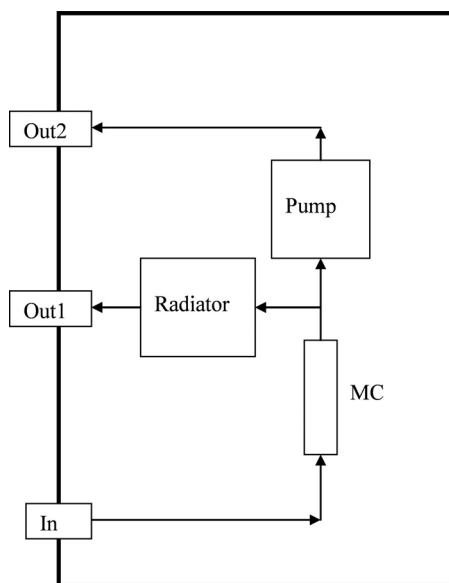 Out2
Pump
Out1
Radiator
MC
In